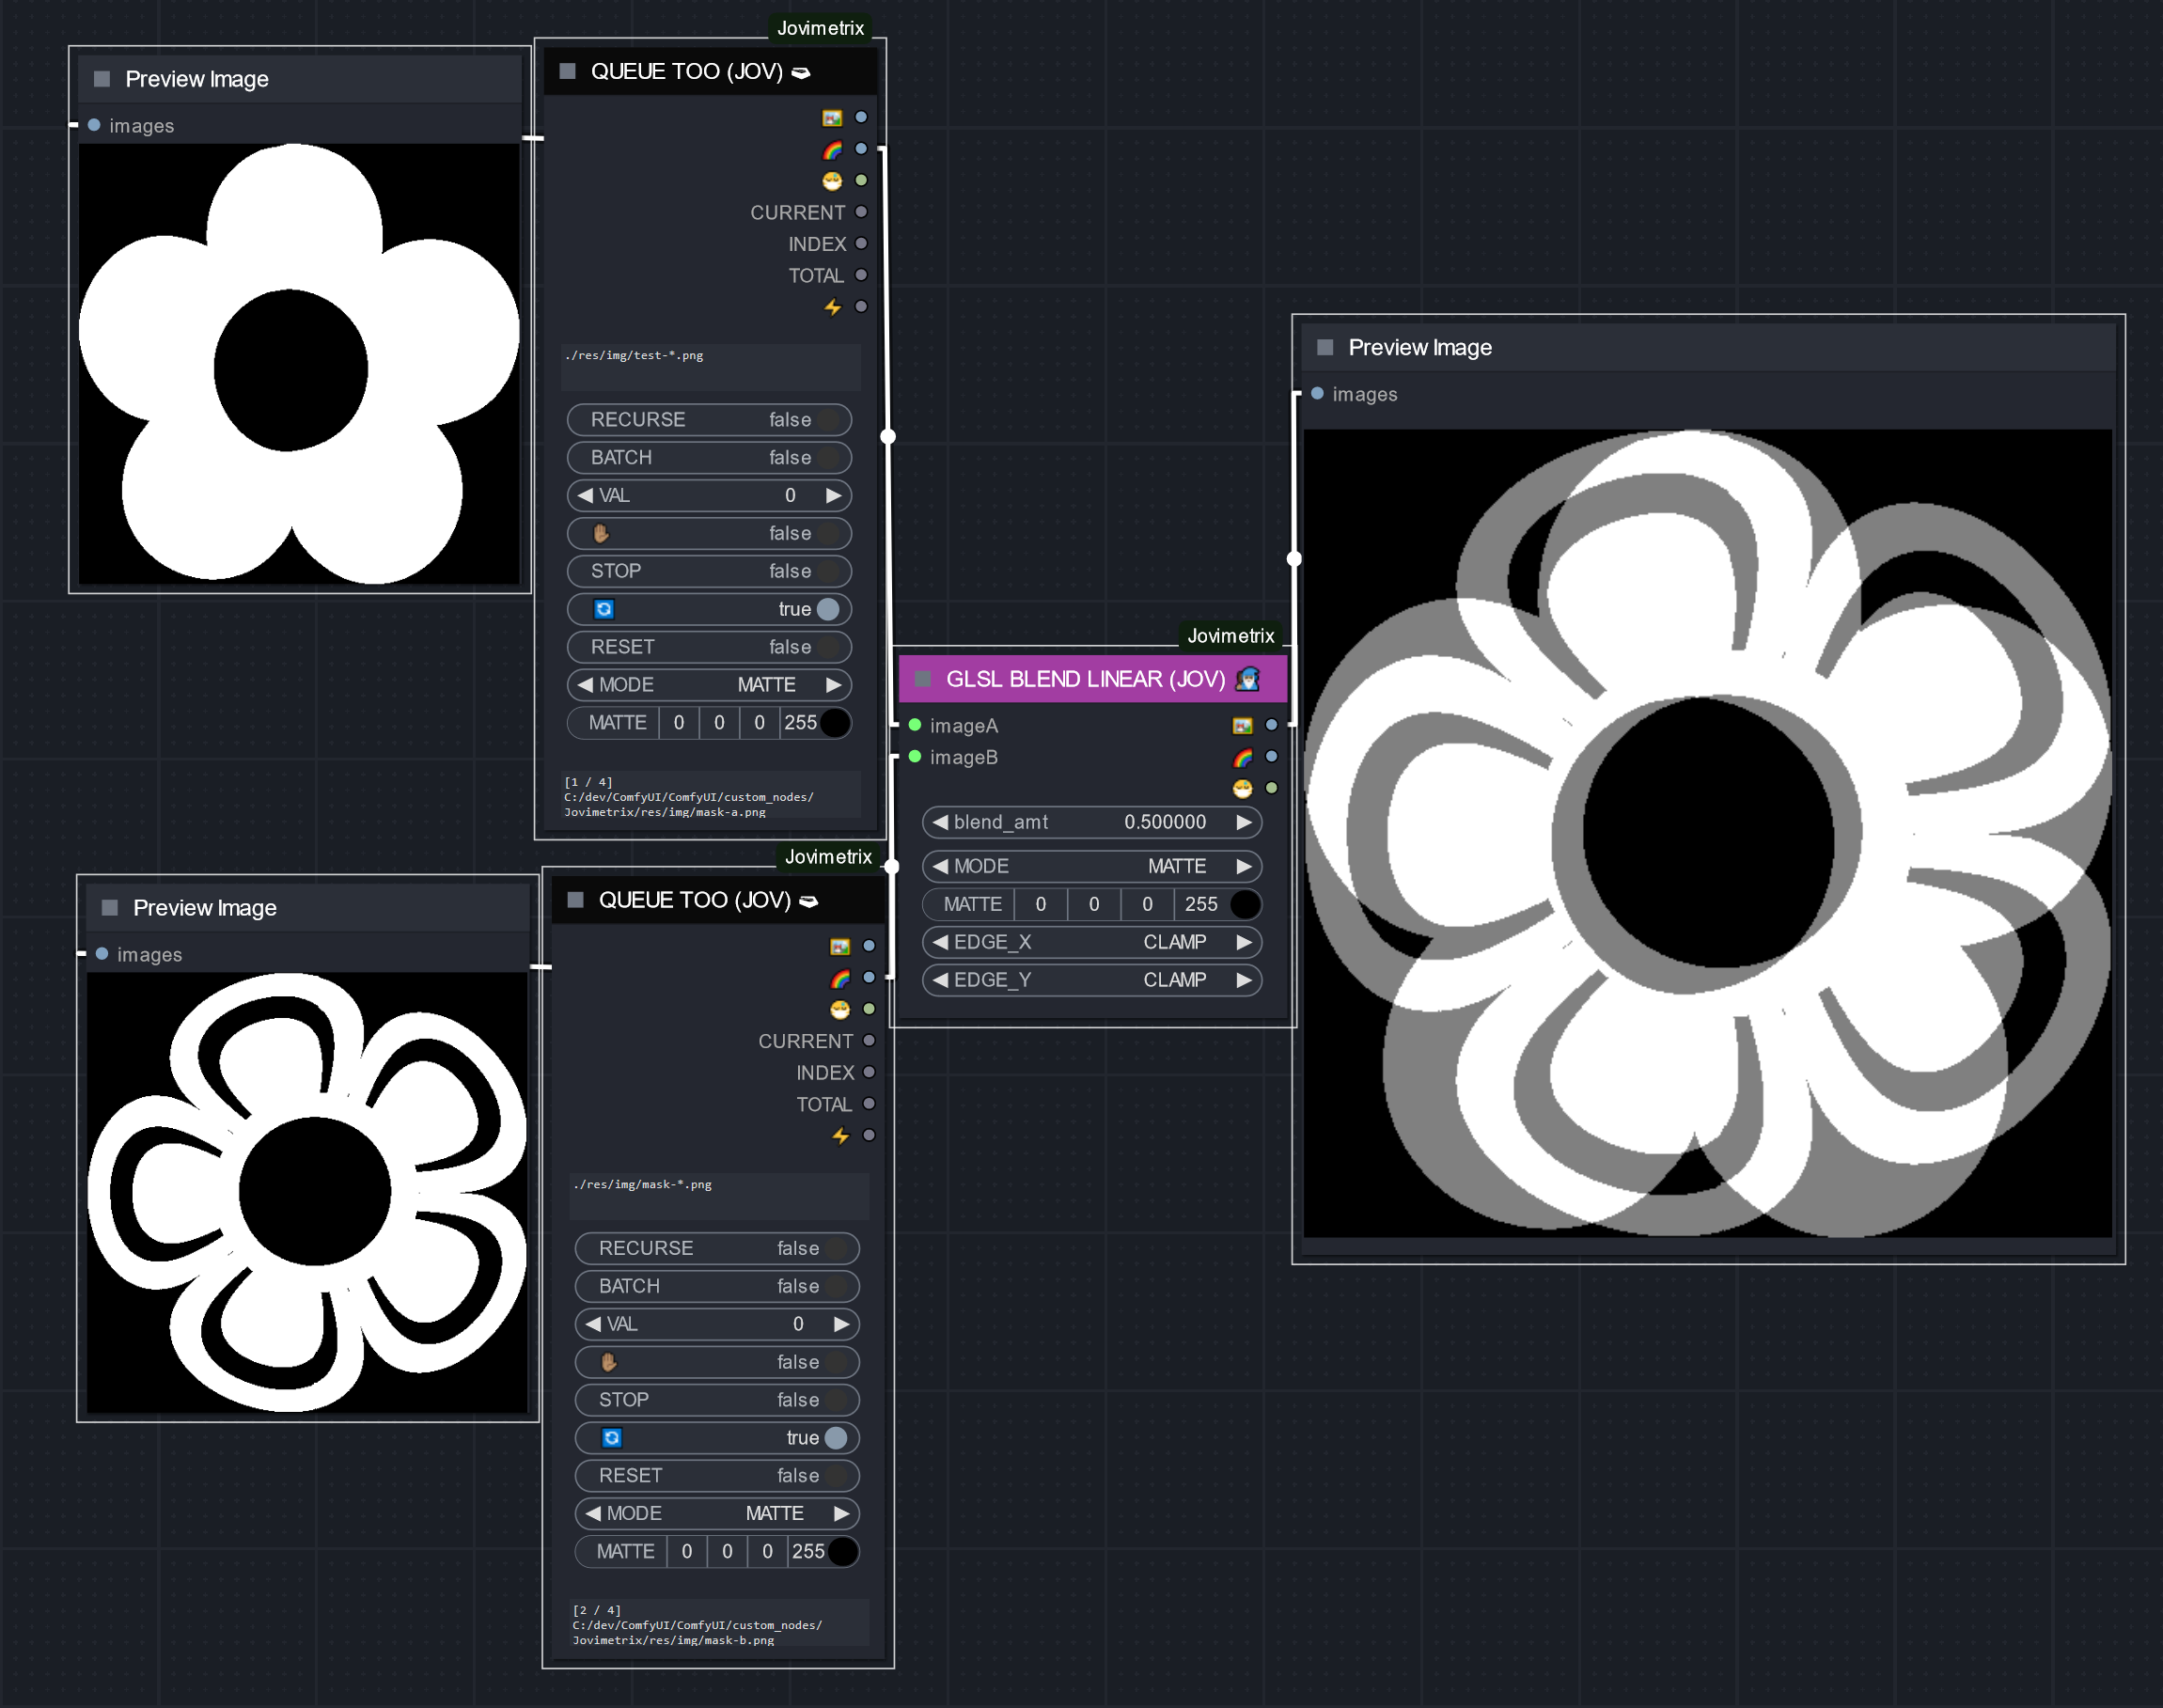 Preview Image
images
Jovimetrix
QUEUE TOO (JOV)
CURRENT
INDEX
TOTAL
./res/img/test-*.png
RECURSE false
BATCH false
VAL 0
false
STOP false
true
RESET false
MODE MATTE
MATTE 0 0 0 255
[1 / 4]
C:/dev/ComfyUI/ComfyUI/custom_nodes/
Jovimetrix/res/img/mask-a.png
Preview Image
images
Jovimetrix
QUEUE TOO (JOV)
CURRENT
INDEX
TOTAL
./res/img/mask-*.png
RECURSE false
BATCH false
VAL 0
false
STOP false
true
RESET false
MODE MATTE
MATTE 0 0 0 255
[2 / 4]
C:/dev/ComfyUI/ComfyUI/custom_nodes/
Jovimetrix/res/img/mask-b.png
Jovimetrix
GLSL BLEND LINEAR (JOV)
imageA
imageB
blend_amt 0.500000
MODE MATTE
MATTE 0 0 0 255
EDGE_X CLAMP
EDGE_Y CLAMP
Preview Image
images